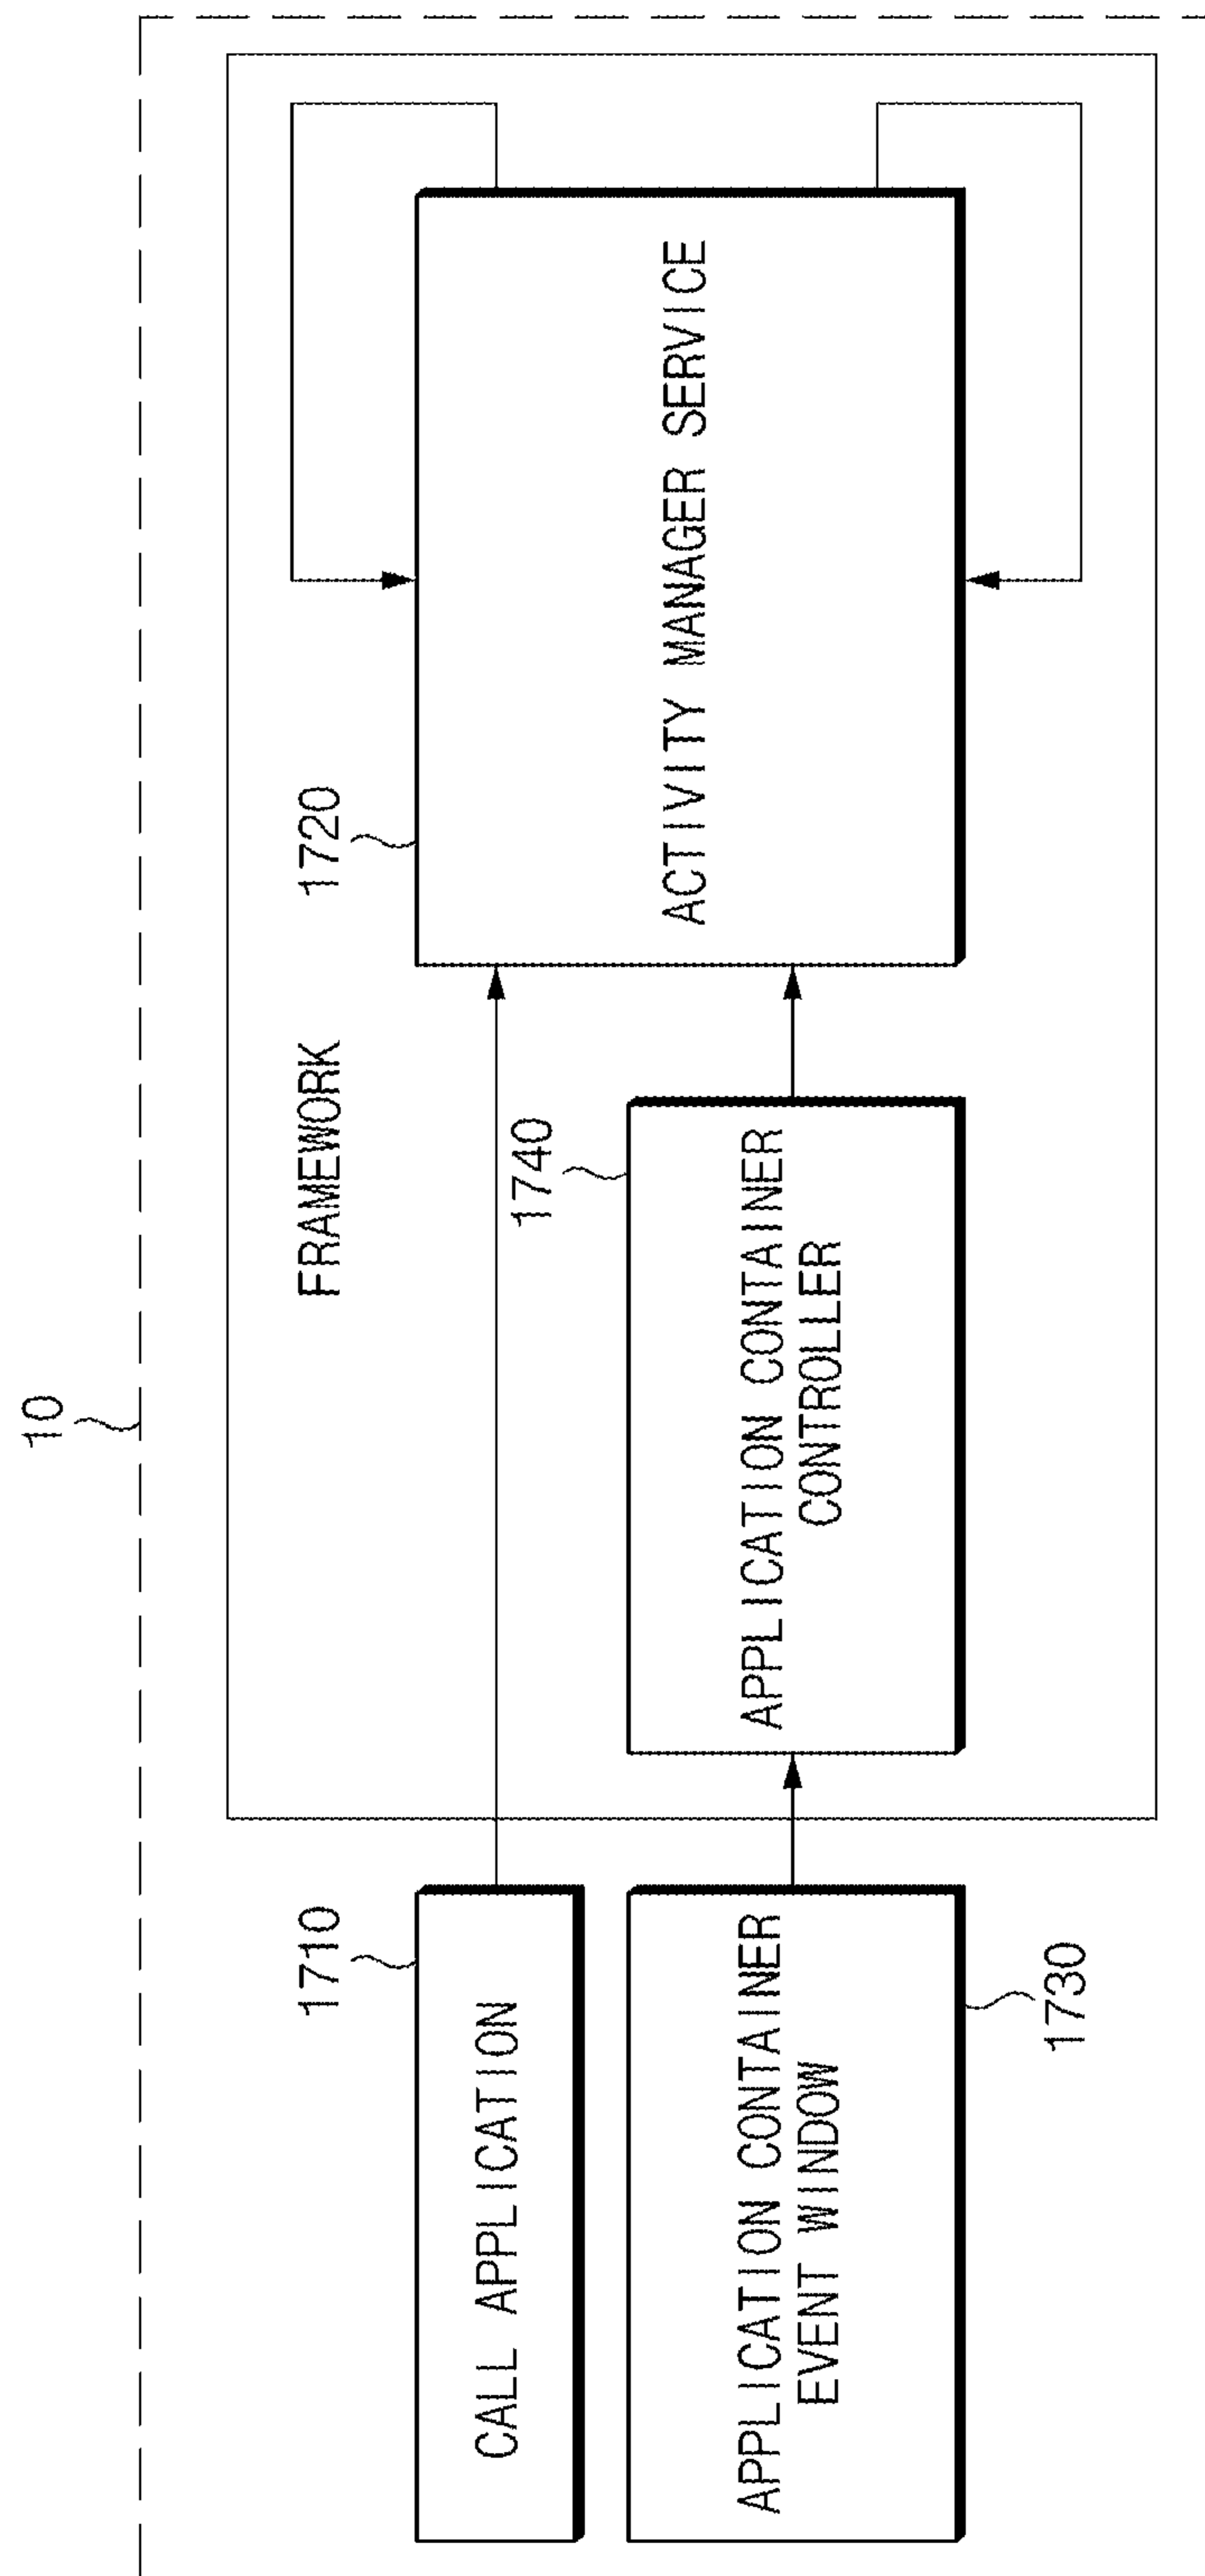 10
FRAMEWORK
1710
1720
CALL APPLICATION
1740
ACTIVITY MANAGER SERVICE
APPLICATION CONTAINER
EVENT WINDOW
APPLICATION CONTAINER
CONTROLLER
1730